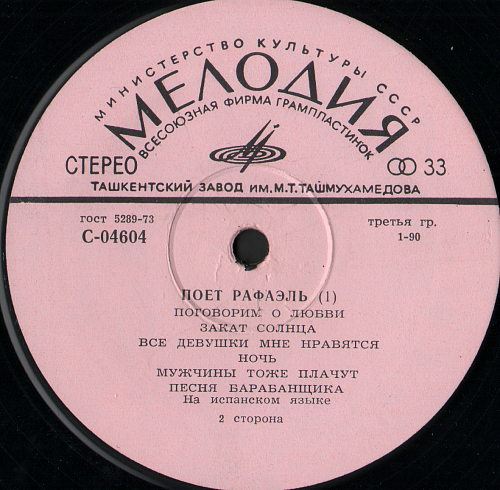 МИНИСТЕРСТВО КУЛЬТУРЫ СССР
МЕЛОДИЯ
ВСЕСОЮЗНАЯ ФИРМА ГРАМПЛАСТИНОК
СТЕРЕО 33
ТАШКЕНТСКИЙ ЗАВОД ИМ. М.Т. ТАШМУХАМЕДОВА
гост 5289-73 третья гр.
С-04604 1-90
ПОЕТ РАФАЭЛЬ (1)
ПОГОВОРИМ О ЛЮБВИ
ЗАКАТ СОЛНЦА
ВСЕ ДЕВУШКИ МНЕ НРАВЯТСЯ
НОЧЬ
МУЖЧИНЫ ТОЖЕ ПЛАЧУТ
ПЕСНЯ БАРАБАНЩИКА
На испанском языке
2 сторона